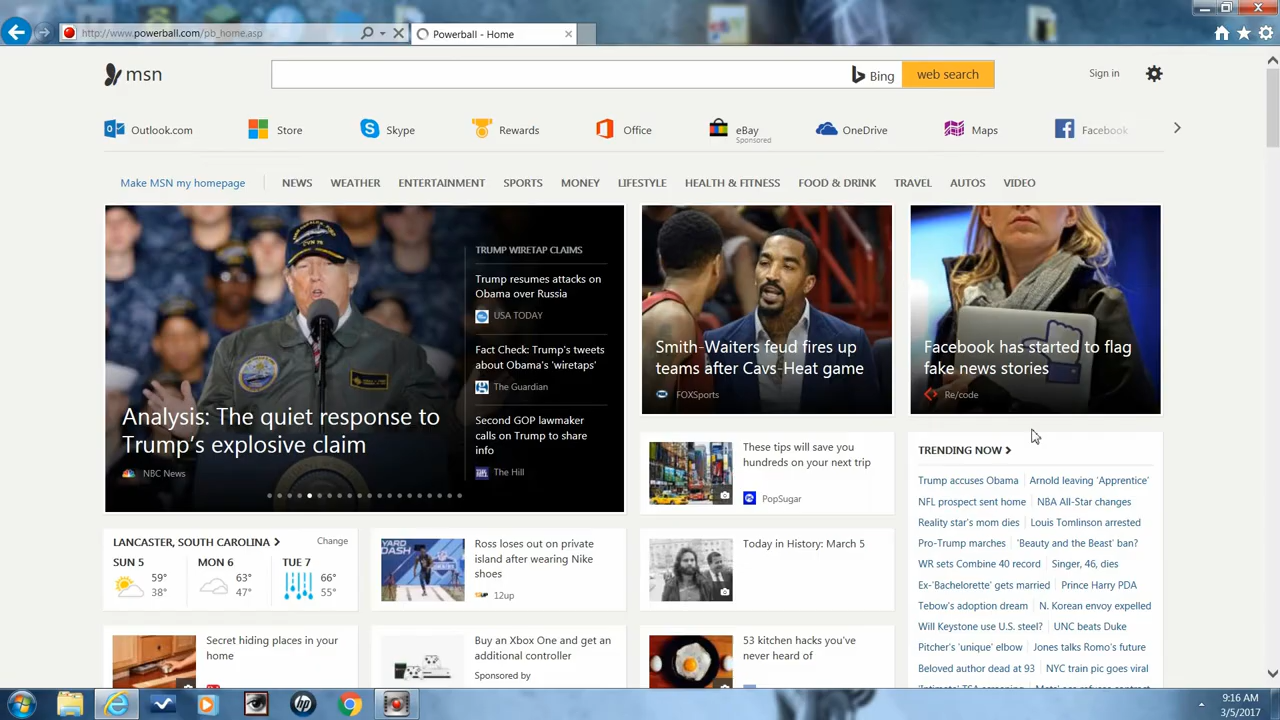 http://www.powerball.com/pb_home.asp
Powerball - Home
msn
Bing
web search
Sign in
Outlook.com
Store
Skype
Rewards
Office
eBay
Sponsored
OneDrive
Maps
Facebook
Make MSN my homepage
NEWS
WEATHER
ENTERTAINMENT
SPORTS
MONEY
LIFESTYLE
HEALTH & FITNESS
FOOD & DRINK
TRAVEL
AUTOS
VIDEO
TRUMP WIRETAP CLAIMS
Trump resumes attacks on
Obama over Russia
USA TODAY
Fact Check: Trump's tweets
about Obama's 'wiretaps'
The Guardian
Second GOP lawmaker
calls on Trump to share
info
The Hill
Analysis: The quiet response to
Trump's explosive claim
NBC News
Smith-Waiters feud fires up
teams after Cavs-Heat game
FOXSports
Facebook has started to flag
fake news stories
Re/code
These tips will save you
hundreds on your next trip
PopSugar
TRENDING NOW
Trump accuses Obama
Arnold leaving 'Apprentice'
NFL prospect sent home
NBA All-Star changes
Reality star's mom dies
Louis Tomlinson arrested
Pro-Trump marches
'Beauty and the Beast' ban?
WR sets Combine 40 record
Singer, 46, dies
Ex-'Bachelorette' gets married
Prince Harry PDA
Tebow's adoption dream
N. Korean envoy expelled
Will Keystone use U.S. steel?
UNC beats Duke
Pitcher's 'unique' elbow
Jones talks Romo's future
Beloved author dead at 93
NYC train pic goes viral
LANCASTER, SOUTH CAROLINA
Change
SUN 5
59°
38°
MON 6
63°
47°
TUE 7
66°
55°
Ross loses out on private
island after wearing Nike
shoes
12up
Today in History: March 5
Secret hiding places in your
home
Buy an Xbox One and get an
additional controller
Sponsored by
53 kitchen hacks you've
never heard of
9:16 AM
3/5/2017